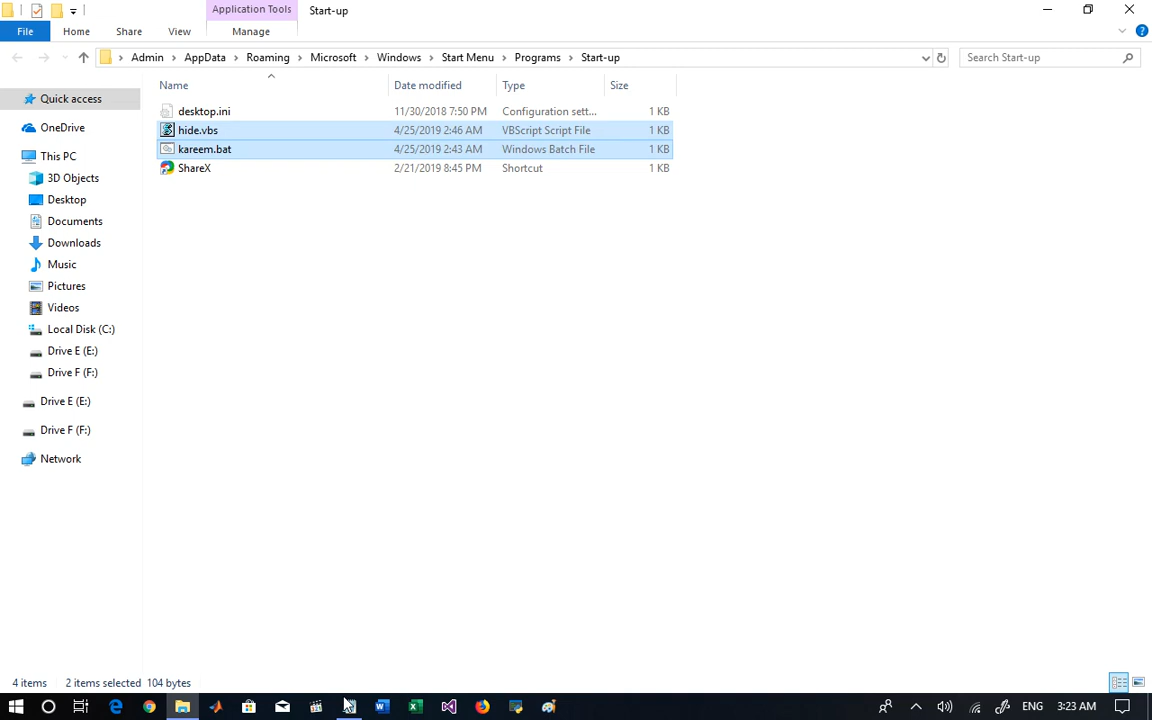 Application Tools Start-up
File Home Share View Manage
Admin AppData Roaming Microsoft Windows Start Menu Programs Start-up Search Start-up
Name Date modified Type Size
Quick access
OneDrive
This PC
3D Objects
Desktop
Documents
Downloads
Music
Pictures
Videos
Local Disk (C:)
Drive E (E:)
Drive F (F:)
Drive E (E:)
Drive F (F:)
Network
desktop.ini 11/30/2018 7:50 PM Configuration sett... 1 KB
hide.vbs 4/25/2019 2:46 AM VBScript Script File 1 KB
kareem.bat 4/25/2019 2:43 AM Windows Batch File 1 KB
ShareX 2/21/2019 8:45 PM Shortcut 1 KB
4 items 2 items selected 104 bytes
ENG 3:23 AM